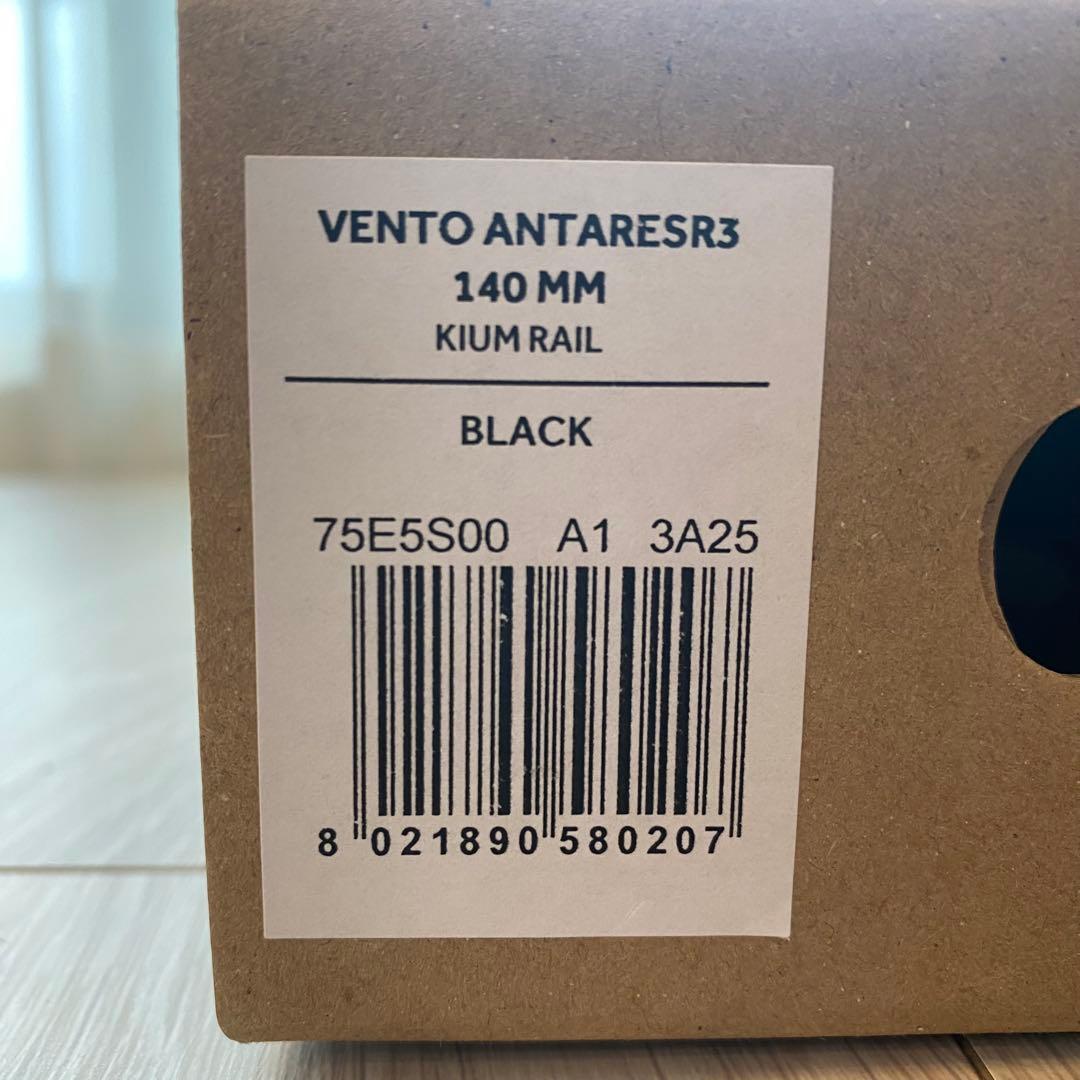 VENTO ANTARESR3
140 MM
KIUM RAIL
BLACK
75E5S00 A1 3A25
8 021890 580207